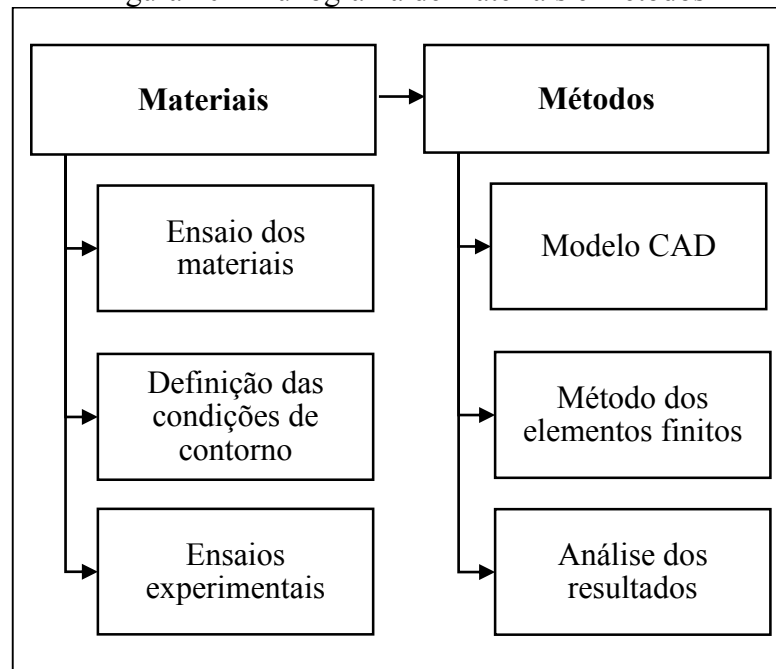 Materiais
Métodos
Ensaio dos
materiais
Modelo CAD
Definição das
condições de
contorno
Método dos
elementos finitos
Ensaios
experimentais
Análise dos
resultados